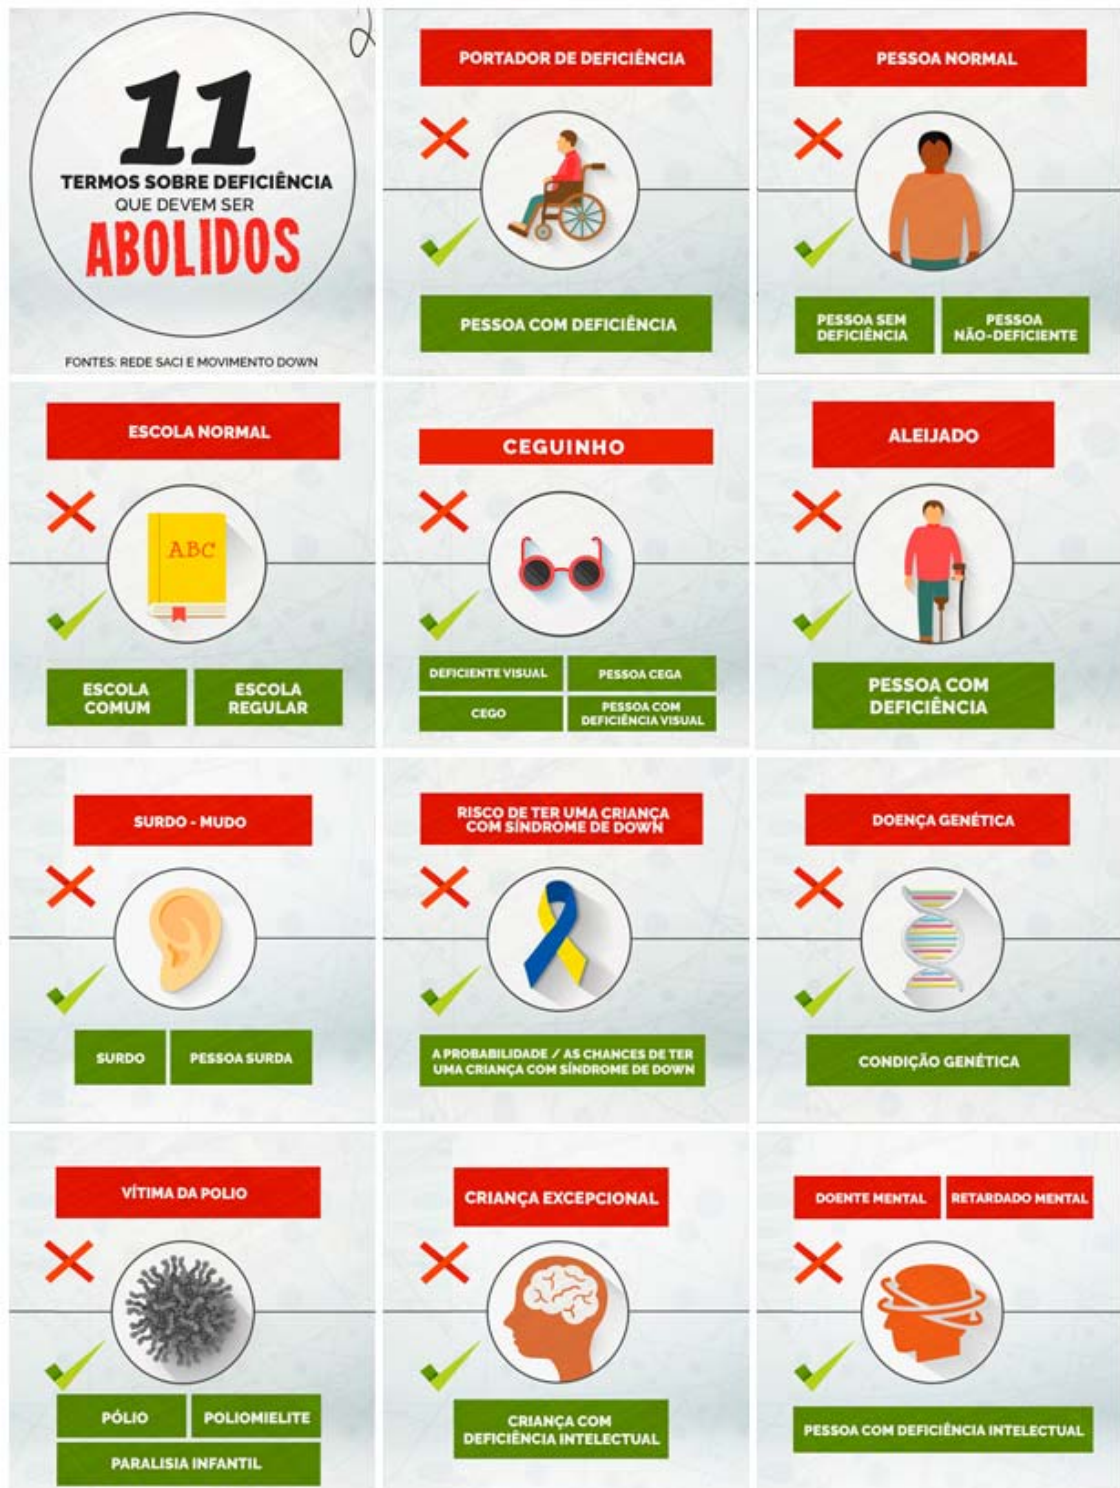 11
TERMOS SOBRE DEFICIÊNCIA
QUE DEVEM SER
ABOLIDOS
FONTES: REDE SACI E MOVIMENTO DOWN
PORTADOR DE DEFICIÊNCIA
PESSOA COM DEFICIÊNCIA
PESSOA NORMAL
PESSOA SEM
DEFICIÊNCIA
PESSOA
NÃO-DEFICIENTE
ESCOLA NORMAL
ABC
ESCOLA
COMUM
ESCOLA
REGULAR
CEGUINHO
DEFICIENTE VISUAL
PESSOA CEGA
CEGO
PESSOA COM
DEFICIÊNCIA VISUAL
ALEIJADO
PESSOA COM
DEFICIÊNCIA
SURDO - MUDO
SURDO
PESSOA SURDA
RISCO DE TER UMA CRIANÇA
COM SÍNDROME DE DOWN
A PROBABILIDADE / AS CHANCES DE TER
UMA CRIANÇA COM SÍNDROME DE DOWN
DOENÇA GENÉTICA
CONDIÇÃO GENÉTICA
VÍTIMA DA POLIO
PÓLIO
POLIOMIELITE
PARALISIA INFANTIL
CRIANÇA EXCEPCIONAL
CRIANÇA COM
DEFICIÊNCIA INTELECTUAL
DOENTE MENTAL
RETARDADO MENTAL
PESSOA COM DEFICIÊNCIA INTELECTUAL